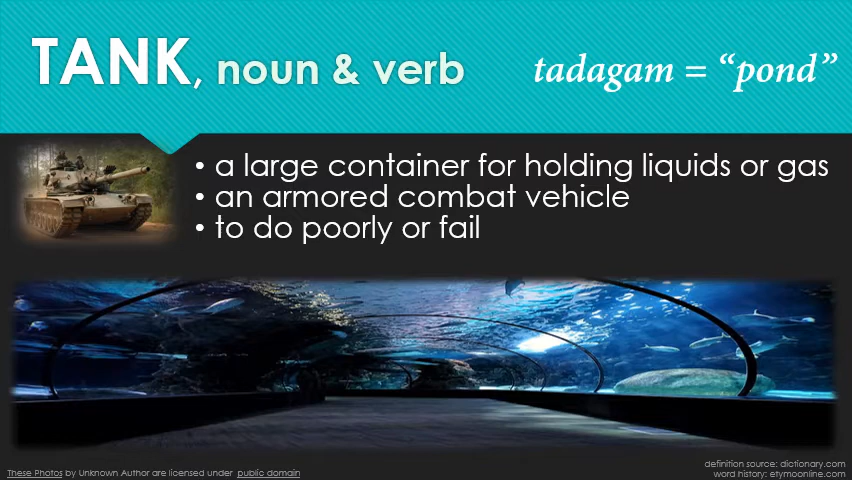 TANK, noun & verb
tadagam = “pond”
• a large container for holding liquids or gas
• an armored combat vehicle
• to do poorly or fail
These Photos by Unknown Author are licensed under public domain
definition source: dictionary.com
word history: etymoonline.com